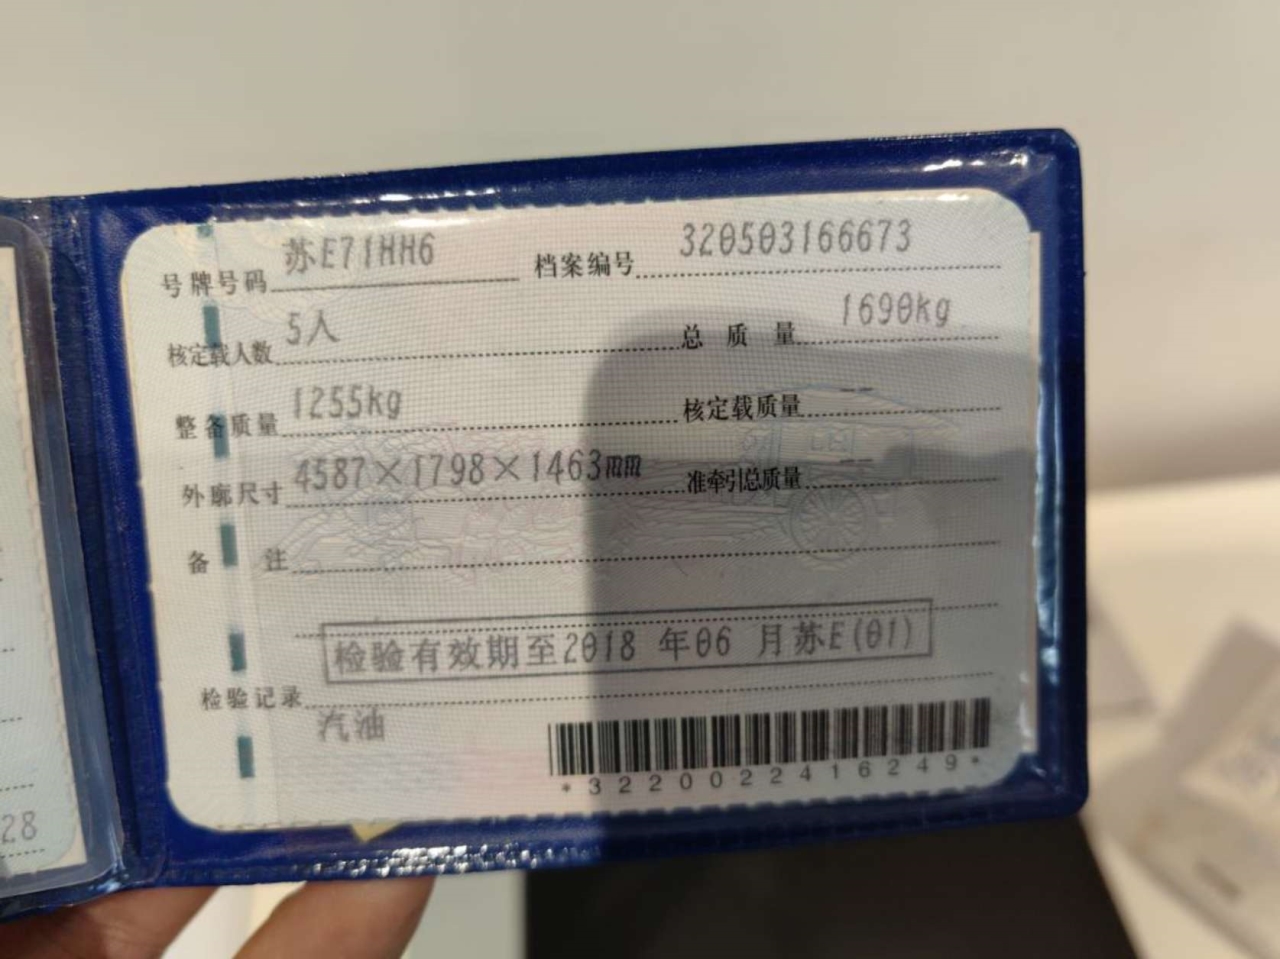 号牌号码 苏E71HH6 档案编号 320503166673
核定载人数 5人 总质量 1690kg
整备质量 1255kg 核定载质量 --
外廓尺寸 4587×1798×1463mm 准牵引总质量 --
备注
检验有效期至2018 年06 月苏E(01)
检验记录
汽油
*3220022416249*
28